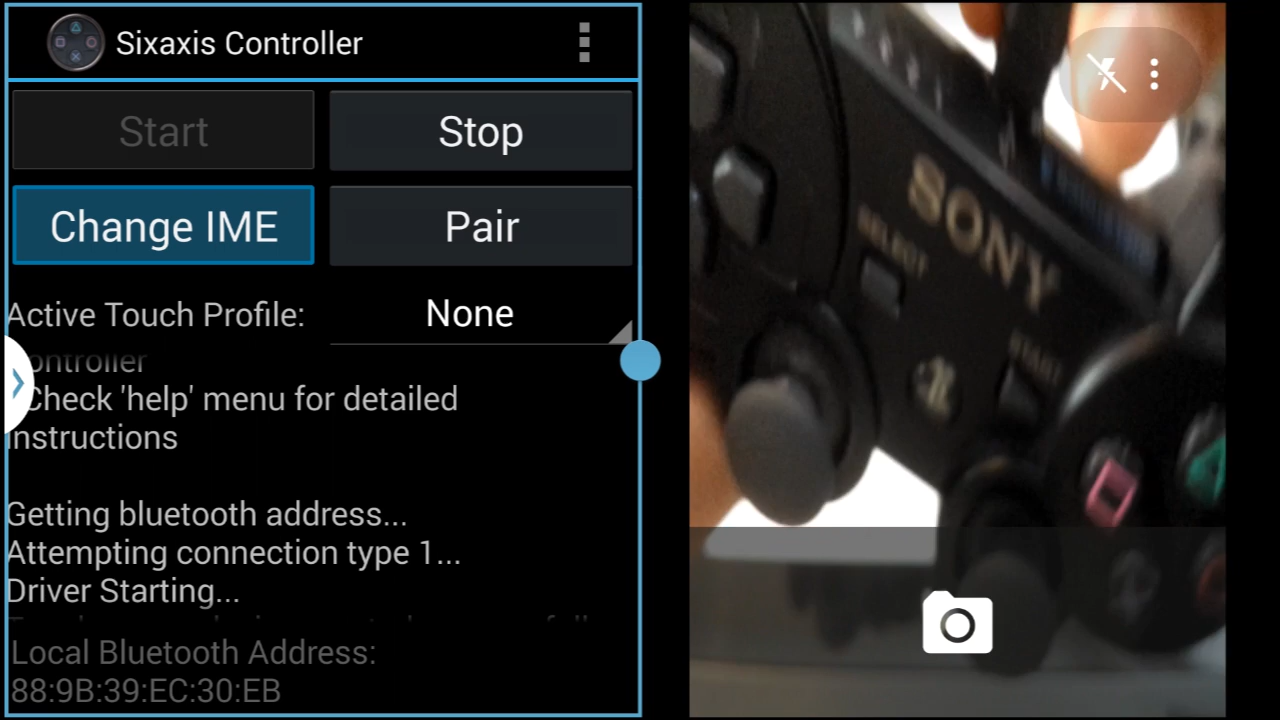 Sixaxis Controller
Start
Stop
Change IME
Pair
Active Touch Profile:
None
Controller
Check 'help' menu for detailed
instructions
Getting bluetooth address...
Attempting connection type 1...
Driver Starting...
Local Bluetooth Address:
88:9B:39:EC:30:EB
SONY
SELECT
START